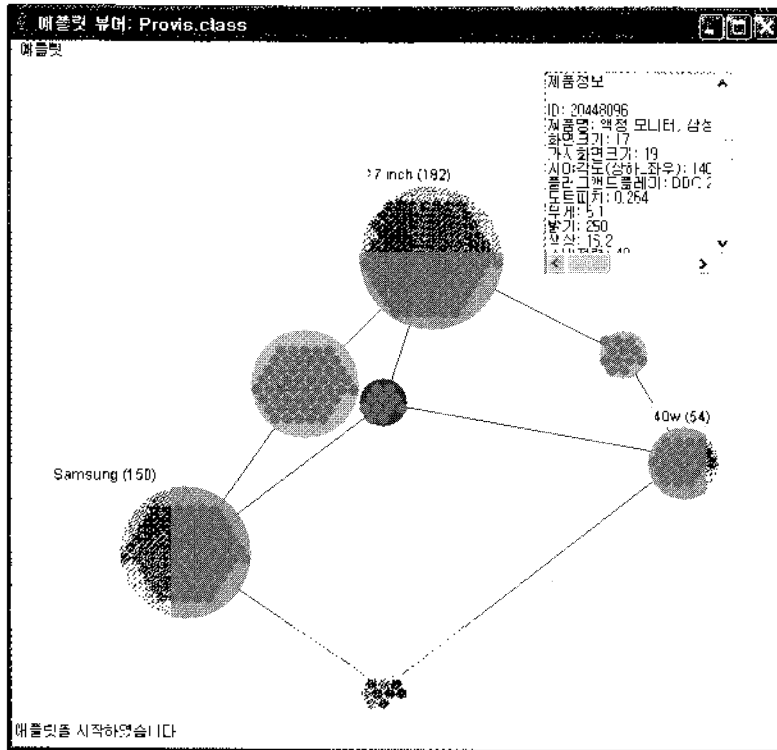 애플릿 뷰어: Provis.class
애플릿
제품정보
ID: 20448096
제품명: 액정 모니터, 삼성
화면크기: 17
가시화면크기: 19
시야각도(상하_좌우): 140
플러그앤드플레이: DDC 2
도트피치: 0.264
무게: 5.1
밝기: 250
색상: 16.2
17 inch (182)
40w (54)
Samsung (150)
애플릿을 시작하였습니다